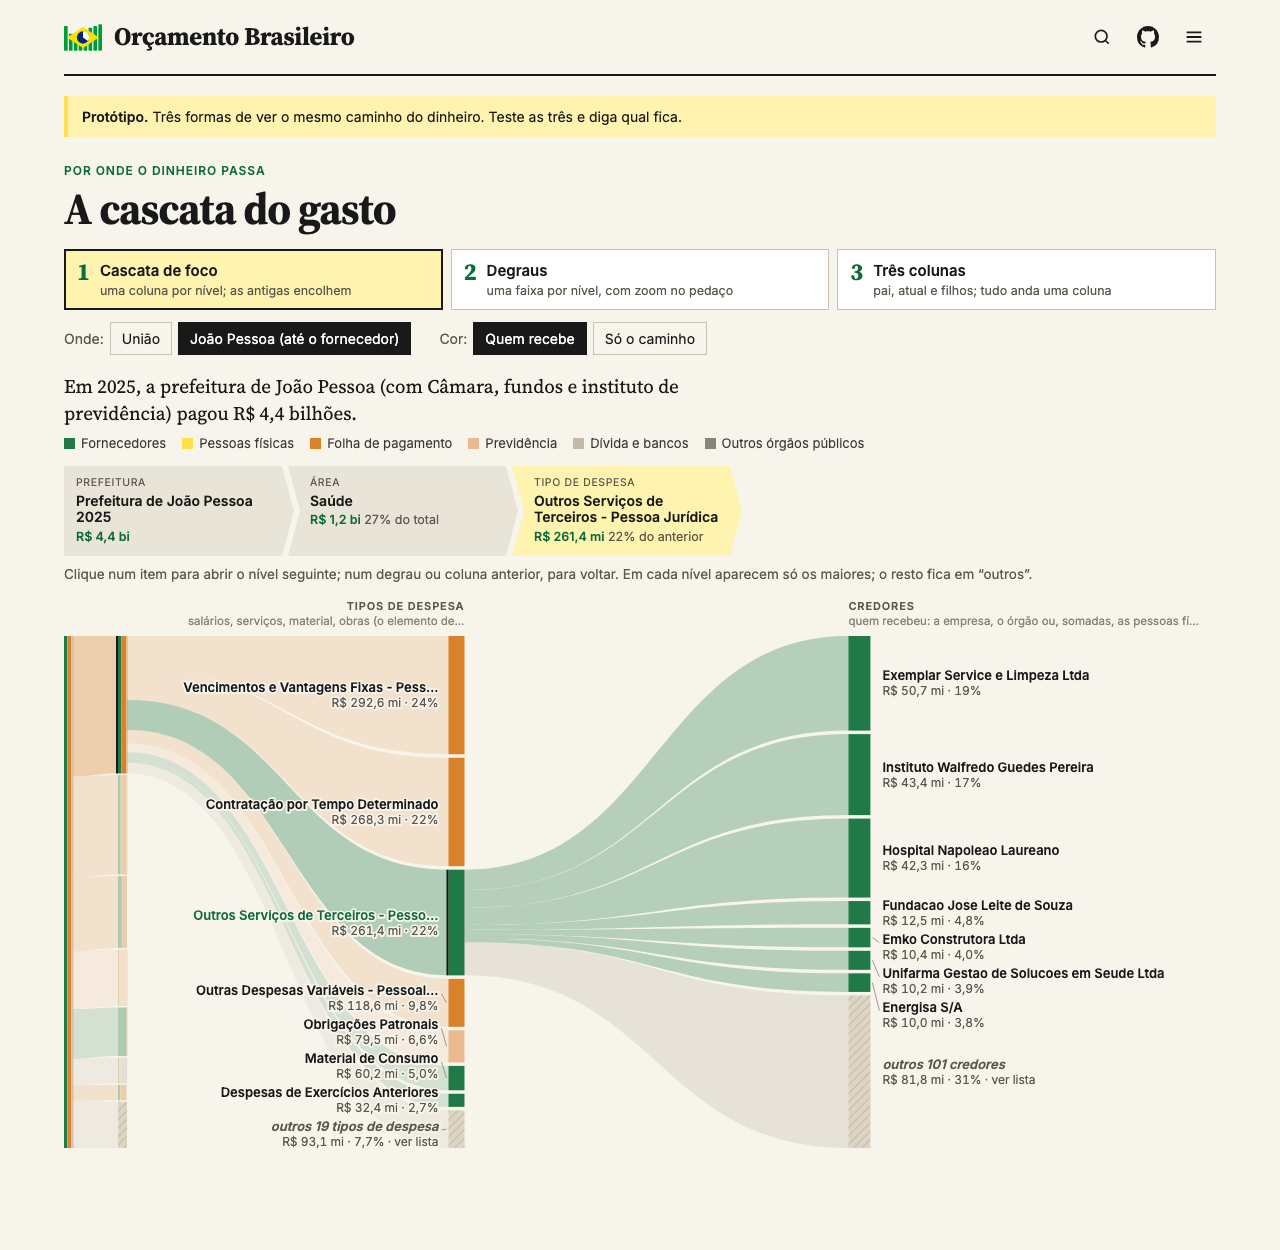 Orçamento Brasileiro
Protótipo. Três formas de ver o mesmo caminho do dinheiro. Teste as três e diga qual fica.
POR ONDE O DINHEIRO PASSA
A cascata do gasto
1 Cascata de foco
uma coluna por nível; as antigas encolhem
2 Degraus
uma faixa por nível, com zoom no pedaço
3 Três colunas
pai, atual e filhos; tudo anda uma coluna
Onde: União João Pessoa (até o fornecedor) Cor: Quem recebe Só o caminho
Em 2025, a prefeitura de João Pessoa (com Câmara, fundos e instituto de
previdência) pagou R$ 4,4 bilhões.
Fornecedores Pessoas físicas Folha de pagamento Previdência Dívida e bancos Outros órgãos públicos
PREFEITURA
Prefeitura de João Pessoa
2025
R$ 4,4 bi
ÁREA
Saúde
R$ 1,2 bi 27% do total
TIPO DE DESPESA
Outros Serviços de
Terceiros - Pessoa Jurídica
R$ 261,4 mi 22% do anterior
Clique num item para abrir o nível seguinte; num degrau ou coluna anterior, para voltar. Em cada nível aparecem só os maiores; o resto fica em “outros”.
TIPOS DE DESPESA
salários, serviços, material, obras (o elemento de…
Vencimentos e Vantagens Fixas - Pess…
R$ 292,6 mi · 24%
Contratação por Tempo Determinado
R$ 268,3 mi · 22%
Outros Serviços de Terceiros - Pesso…
R$ 261,4 mi · 22%
Outras Despesas Variáveis - Pessoal…
R$ 118,6 mi · 9,8%
Obrigações Patronais
R$ 79,5 mi · 6,6%
Material de Consumo
R$ 60,2 mi · 5,0%
Despesas de Exercícios Anteriores
R$ 32,4 mi · 2,7%
outros 19 tipos de despesa
R$ 93,1 mi · 7,7% · ver lista
CREDORES
quem recebeu: a empresa, o órgão ou, somadas, as pessoas fí…
Exemplar Service e Limpeza Ltda
R$ 50,7 mi · 19%
Instituto Walfredo Guedes Pereira
R$ 43,4 mi · 17%
Hospital Napoleao Laureano
R$ 42,3 mi · 16%
Fundacao Jose Leite de Souza
R$ 12,5 mi · 4,8%
Emko Construtora Ltda
R$ 10,4 mi · 4,0%
Unifarma Gestao de Solucoes em Seude Ltda
R$ 10,2 mi · 3,9%
Energisa S/A
R$ 10,0 mi · 3,8%
outros 101 credores
R$ 81,8 mi · 31% · ver lista